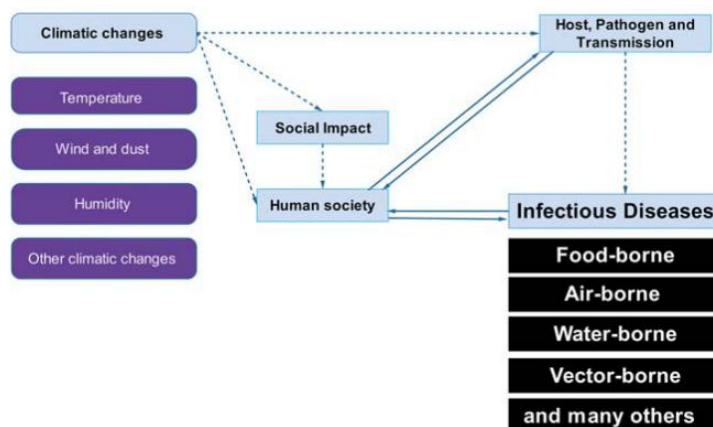 Climatic changes
Host, Pathogen and
Transmission
Temperature
Social Impact
Wind and dust
Human society
Humidity
Infectious Diseases
Other climatic changes
Food-borne
Air-borne
Water-borne
Vector-borne
and many others